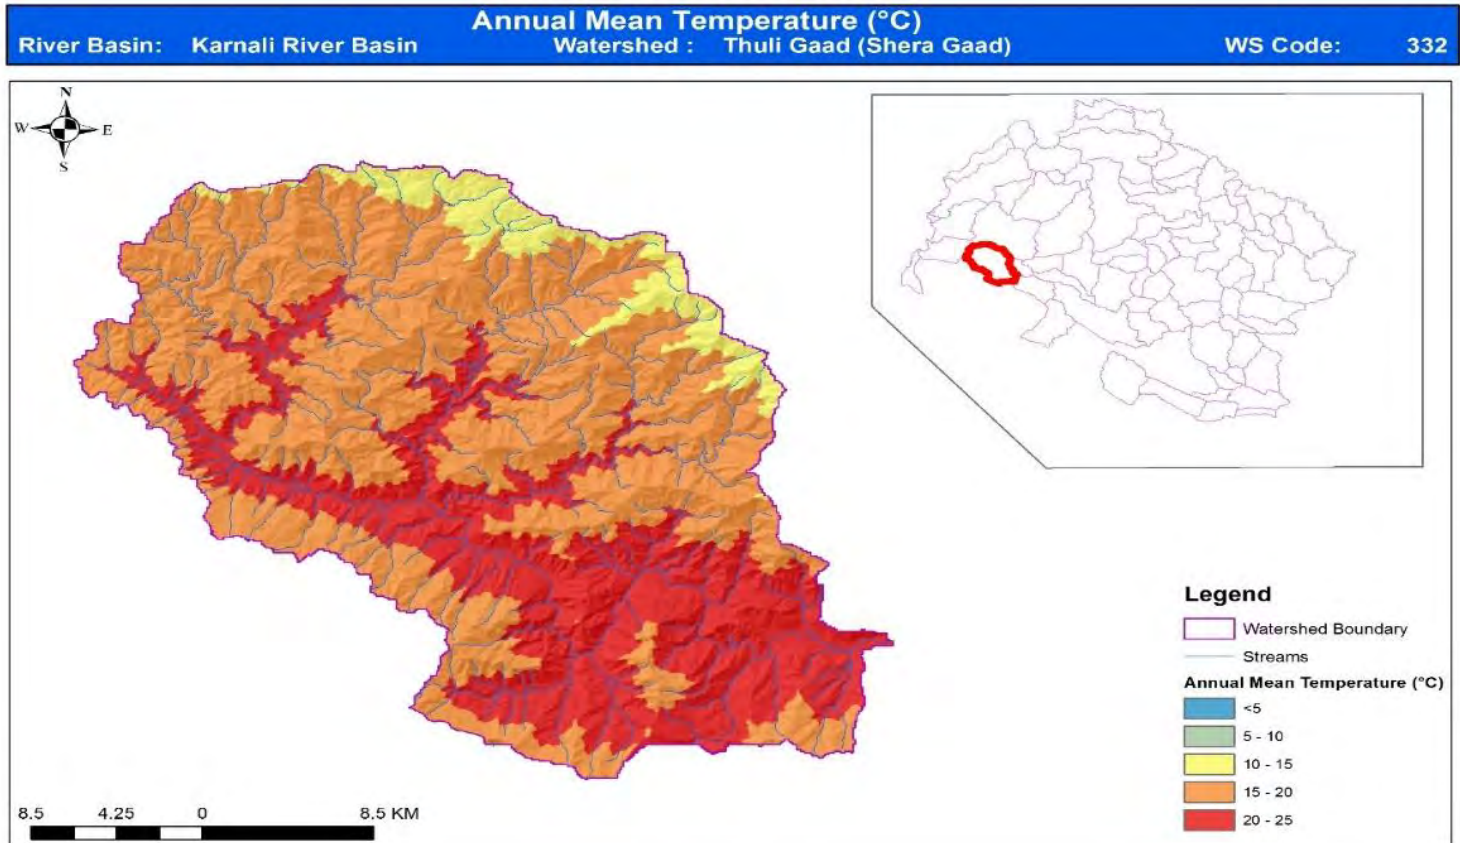 Annual Mean Temperature (°C)
River Basin: Karnali River Basin Watershed : Thuli Gaad (Shera Gaad) WS Code: 332
N
W E
S
Legend
Watershed Boundary
Streams
Annual Mean Temperature (°C)
<5
5 - 10
10 - 15
15 - 20
20 - 25
8.5 4.25 0 8.5 KM